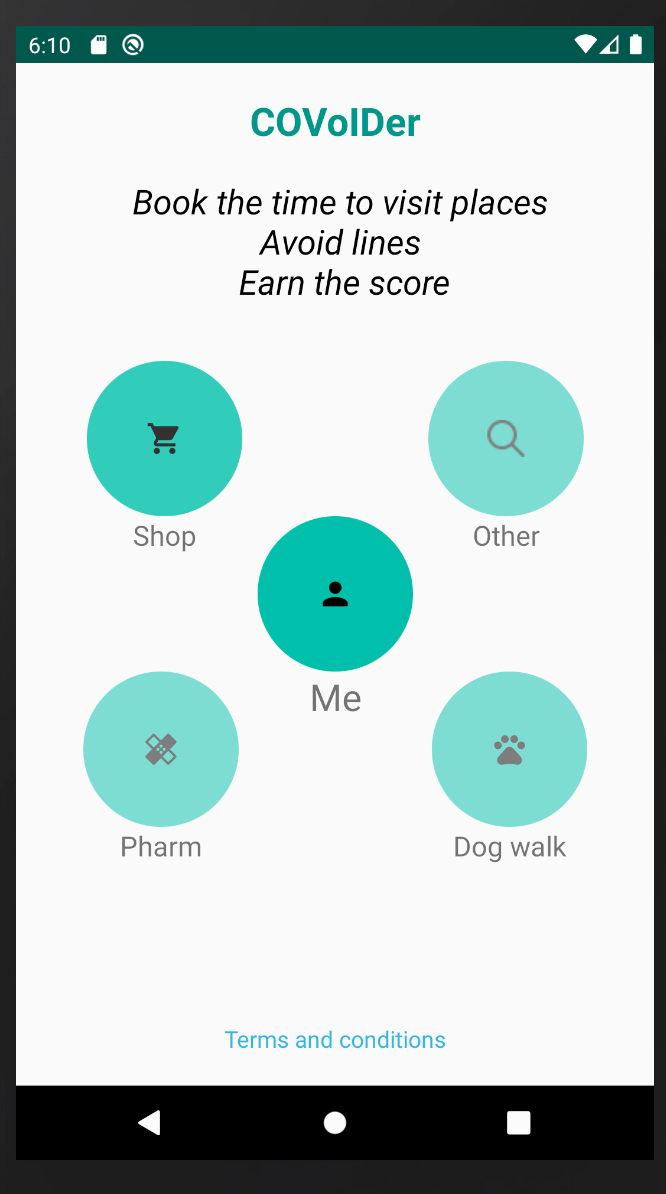 6:10
COVoIDer
Book the time to visit places
Avoid lines
Earn the score
Shop
Other
Me
Pharm
Dog walk
Terms and conditions